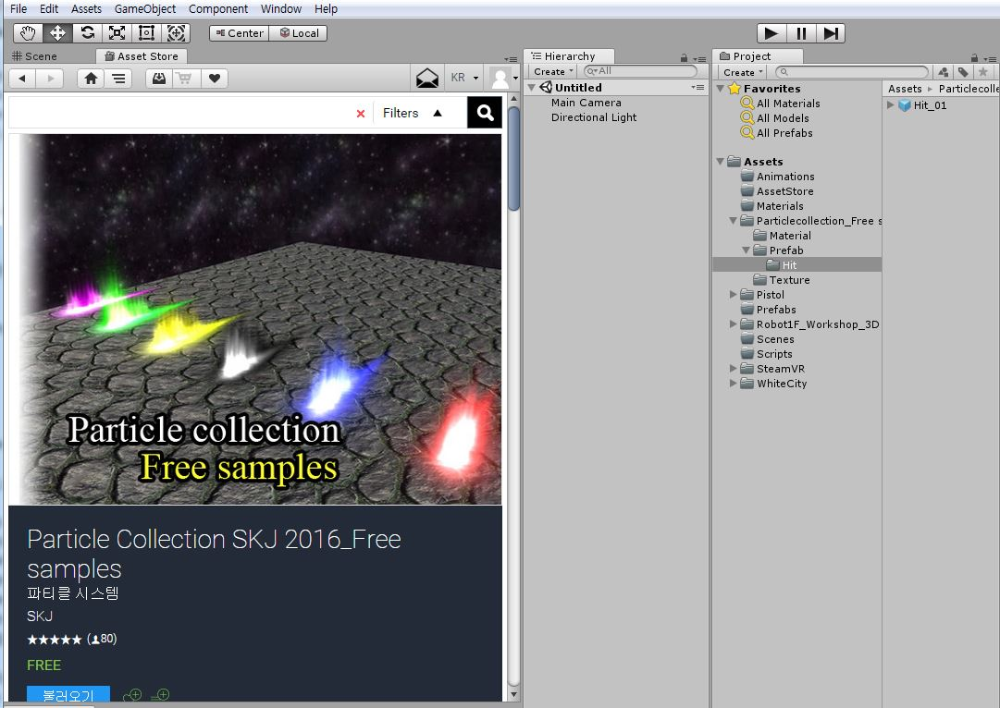 File Edit Assets GameObject Component Window Help
Center Local
Scene Asset Store
KR
Filters
Particle collection
Free samples
Particle Collection SKJ 2016_Free
samples
파티클 시스템
SKJ
★★★★★ (80)
FREE
불러오기
Hierarchy
Create All
Untitled
Main Camera
Directional Light
Project
Create
Favorites
All Materials
All Models
All Prefabs
Assets
Animations
AssetStore
Materials
Particlecollection_Free s
Material
Prefab
Hit
Texture
Pistol
Prefabs
Robot1F_Workshop_3D
Scenes
Scripts
SteamVR
WhiteCity
Assets Particlecolle
Hit_01